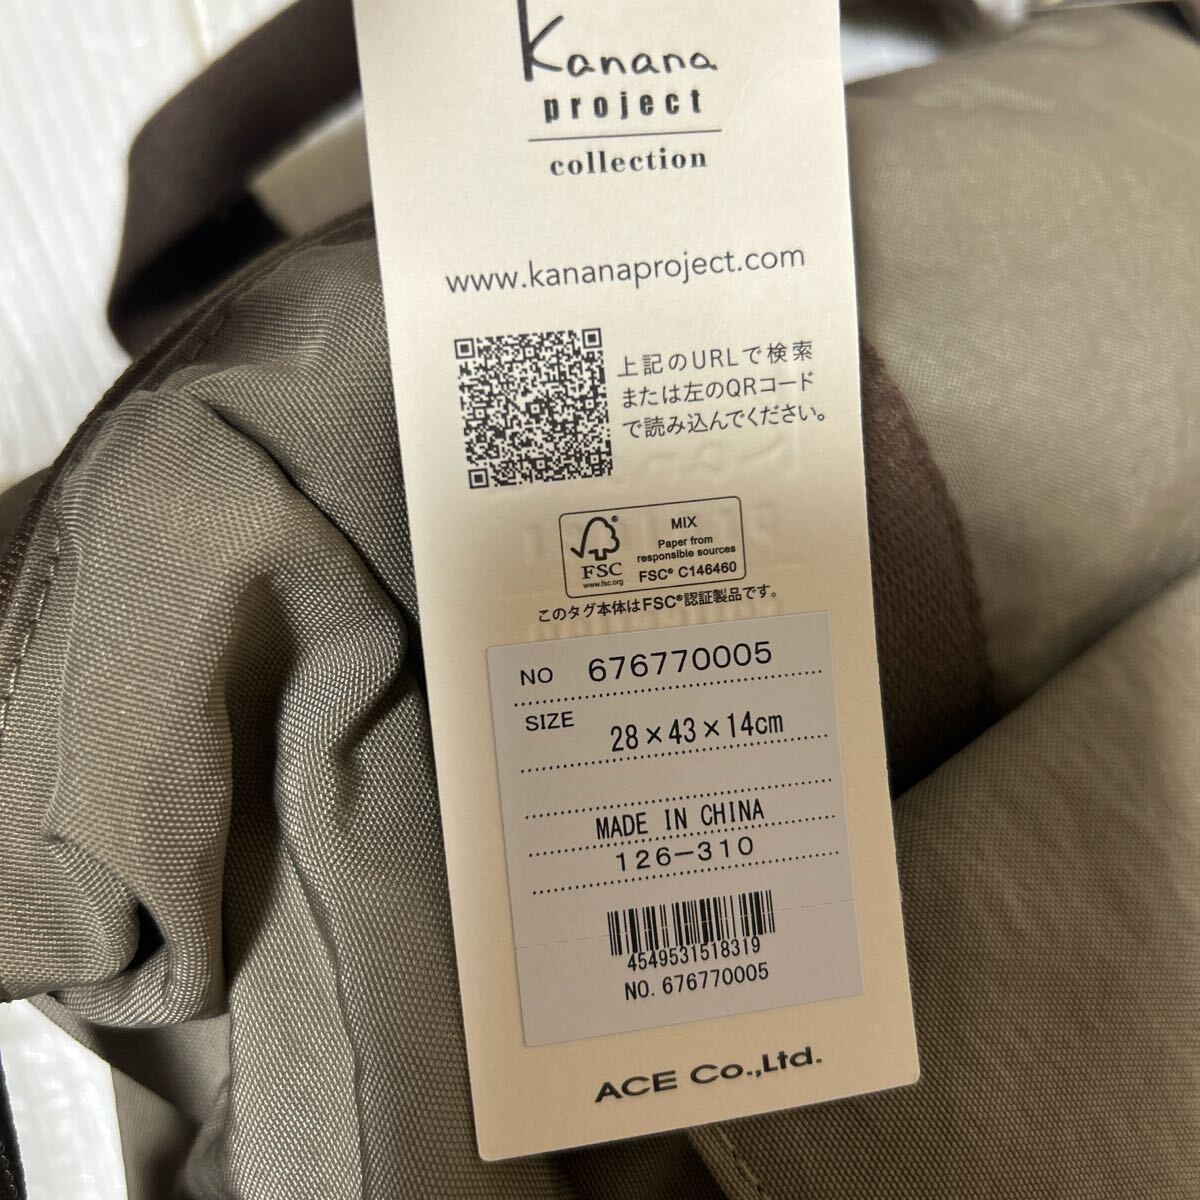 Kanana
project
collection
www.kananaproject.com
上記のURLで検索
または左のQRコード
で読み込んでください。
FSC
www.fsc.org
MIX
Paper from
responsible sources
FSC® C146460
このタグ本体はFSC®認証製品です。
NO 676770005
SIZE 28×43×14cm
MADE IN CHINA
126-310
4549531518319
NO. 676770005
ACE Co.,Ltd.